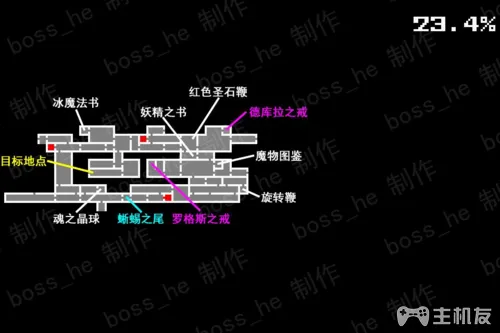 23.4%
红色圣石鞭
冰魔法书
妖精之书
德库拉之戒
目标地点
魔物图鉴
魂之晶球
蜥蜴之尾
罗格斯之戒
旋转鞭
boss_he 制作
主机友